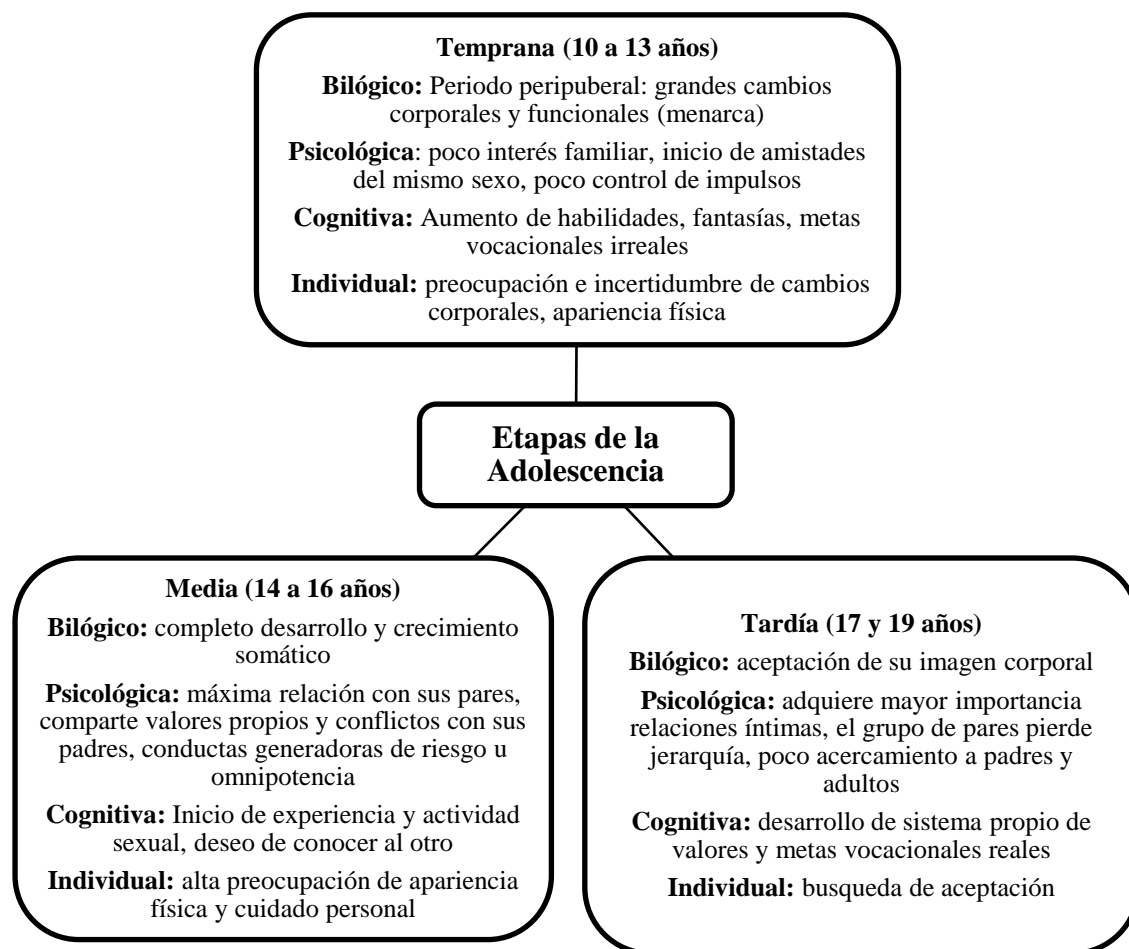 Temprana (10 a 13 años)
Bilógico: Periodo peripuberal: grandes cambios
corporales y funcionales (menarca)
Psicológica: poco interés familiar, inicio de amistades
del mismo sexo, poco control de impulsos
Cognitiva: Aumento de habilidades, fantasías, metas
vocacionales irreales
Individual: preocupación e incertidumbre de cambios
corporales, apariencia física
Etapas de la
Adolescencia
Media (14 a 16 años)
Bilógico: completo desarrollo y crecimiento
somático
Psicológica: máxima relación con sus pares,
comparte valores propios y conflictos con sus
padres, conductas generadoras de riesgo u
omnipotencia
Cognitiva: Inicio de experiencia y actividad
sexual, deseo de conocer al otro
Individual: alta preocupación de apariencia
física y cuidado personal
Tardía (17 y 19 años)
Bilógico: aceptación de su imagen corporal
Psicológica: adquiere mayor importancia
relaciones íntimas, el grupo de pares pierde
jerarquía, poco acercamiento a padres y
adultos
Cognitiva: desarrollo de sistema propio de
valores y metas vocacionales reales
Individual: busqueda de aceptación